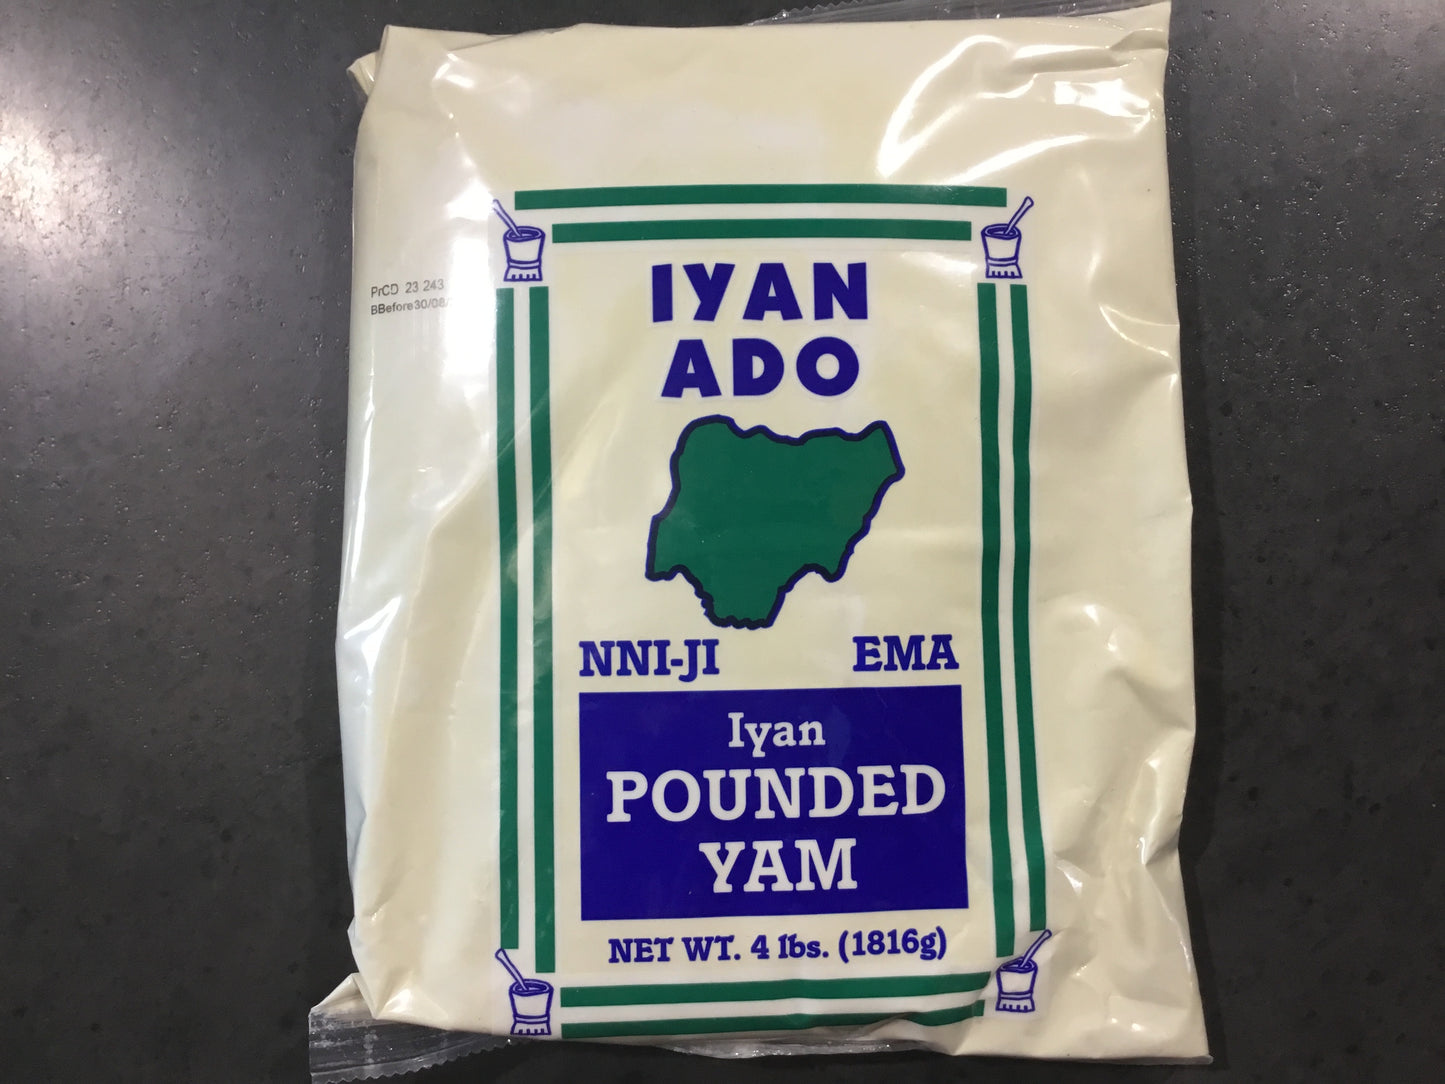 PrCD 23 243
BBefore30/08/
IYAN
ADO
NNI-JI EMA
Iyan
POUNDED
YAM
NET WT. 4 lbs. (1816g)